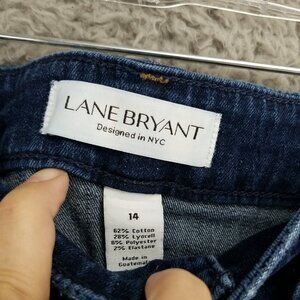 LANE BRYANT
Designed in NYC
14
62% Cotton
28% Lyocell
8% Polyester
2% Elastane
Made in
Guatemala